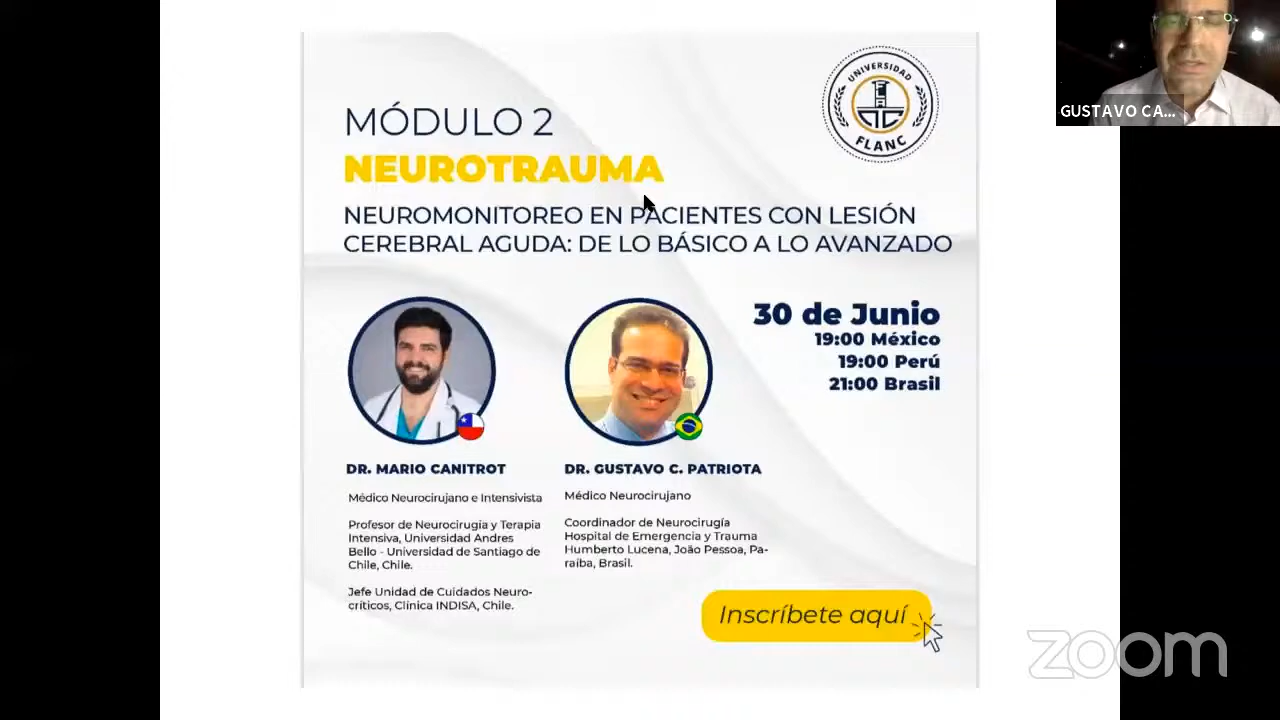 MÓDULO 2
NEUROTRAUMA
NEUROMONITOREO EN PACIENTES CON LESIÓN
CEREBRAL AGUDA: DE LO BÁSICO A LO AVANZADO
UNIVERSIDAD
FLANC
30 de Junio
19:00 México
19:00 Perú
21:00 Brasil
DR. MARIO CANITROT
Médico Neurocirujano e Intensivista
Profesor de Neurocirugía y Terapia
Intensiva, Universidad Andres
Bello - Universidad de Santiago de
Chile, Chile.
Jefe Unidad de Cuidados Neuro-
críticos, Clínica INDISA, Chile.
DR. GUSTAVO C. PATRIOTA
Médico Neurocirujano
Coordinador de Neurocirugía
Hospital de Emergencia y Trauma
Humberto Lucena, João Pessoa, Pa-
raíba, Brasil.
Inscríbete aquí
GUSTAVO CA...
zoom